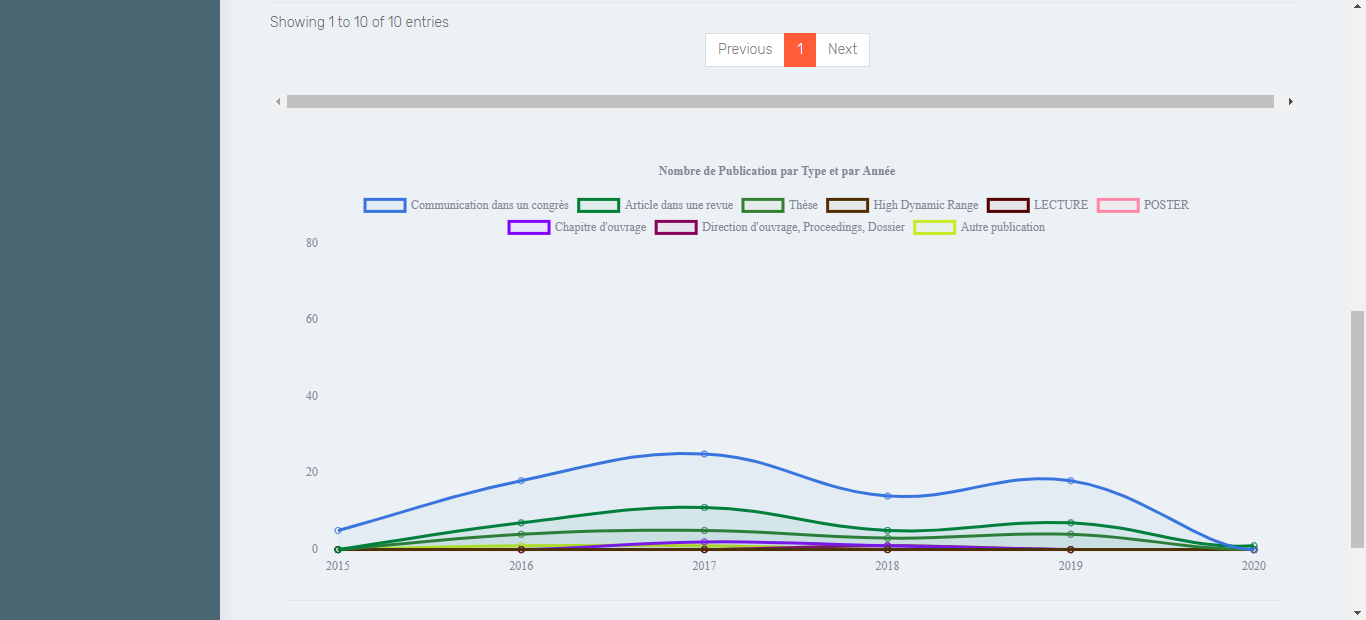 Showing 1 to 10 of 10 entries
Previous 1 Next
Nombre de Publication par Type et par Année
Communication dans un congrès Article dans une revue Thèse High Dynamic Range LECTURE POSTER
Chapitre d'ouvrage Direction d'ouvrage, Proceedings, Dossier Autre publication
80
60
40
20
0
2015 2016 2017 2018 2019 2020